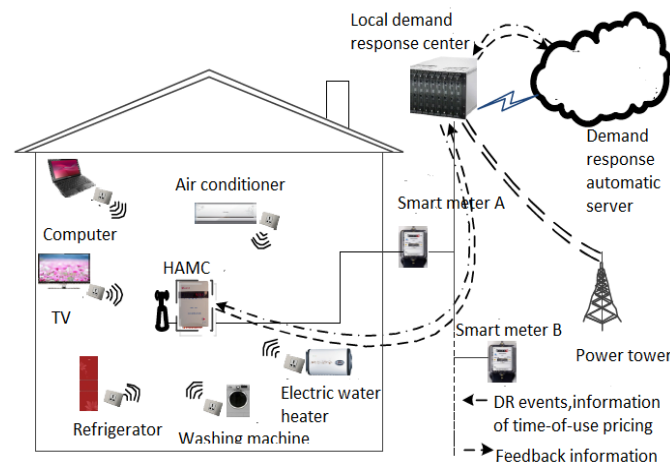 Local demand
response center
Demand
response
automatic
server
Air conditioner
Smart meter A
Computer
HAMC
TV
Smart meter B
Power tower
Electric water
heater
Refrigerator
Washing machine
DR events,information
of time-of-use pricing
Feedback information